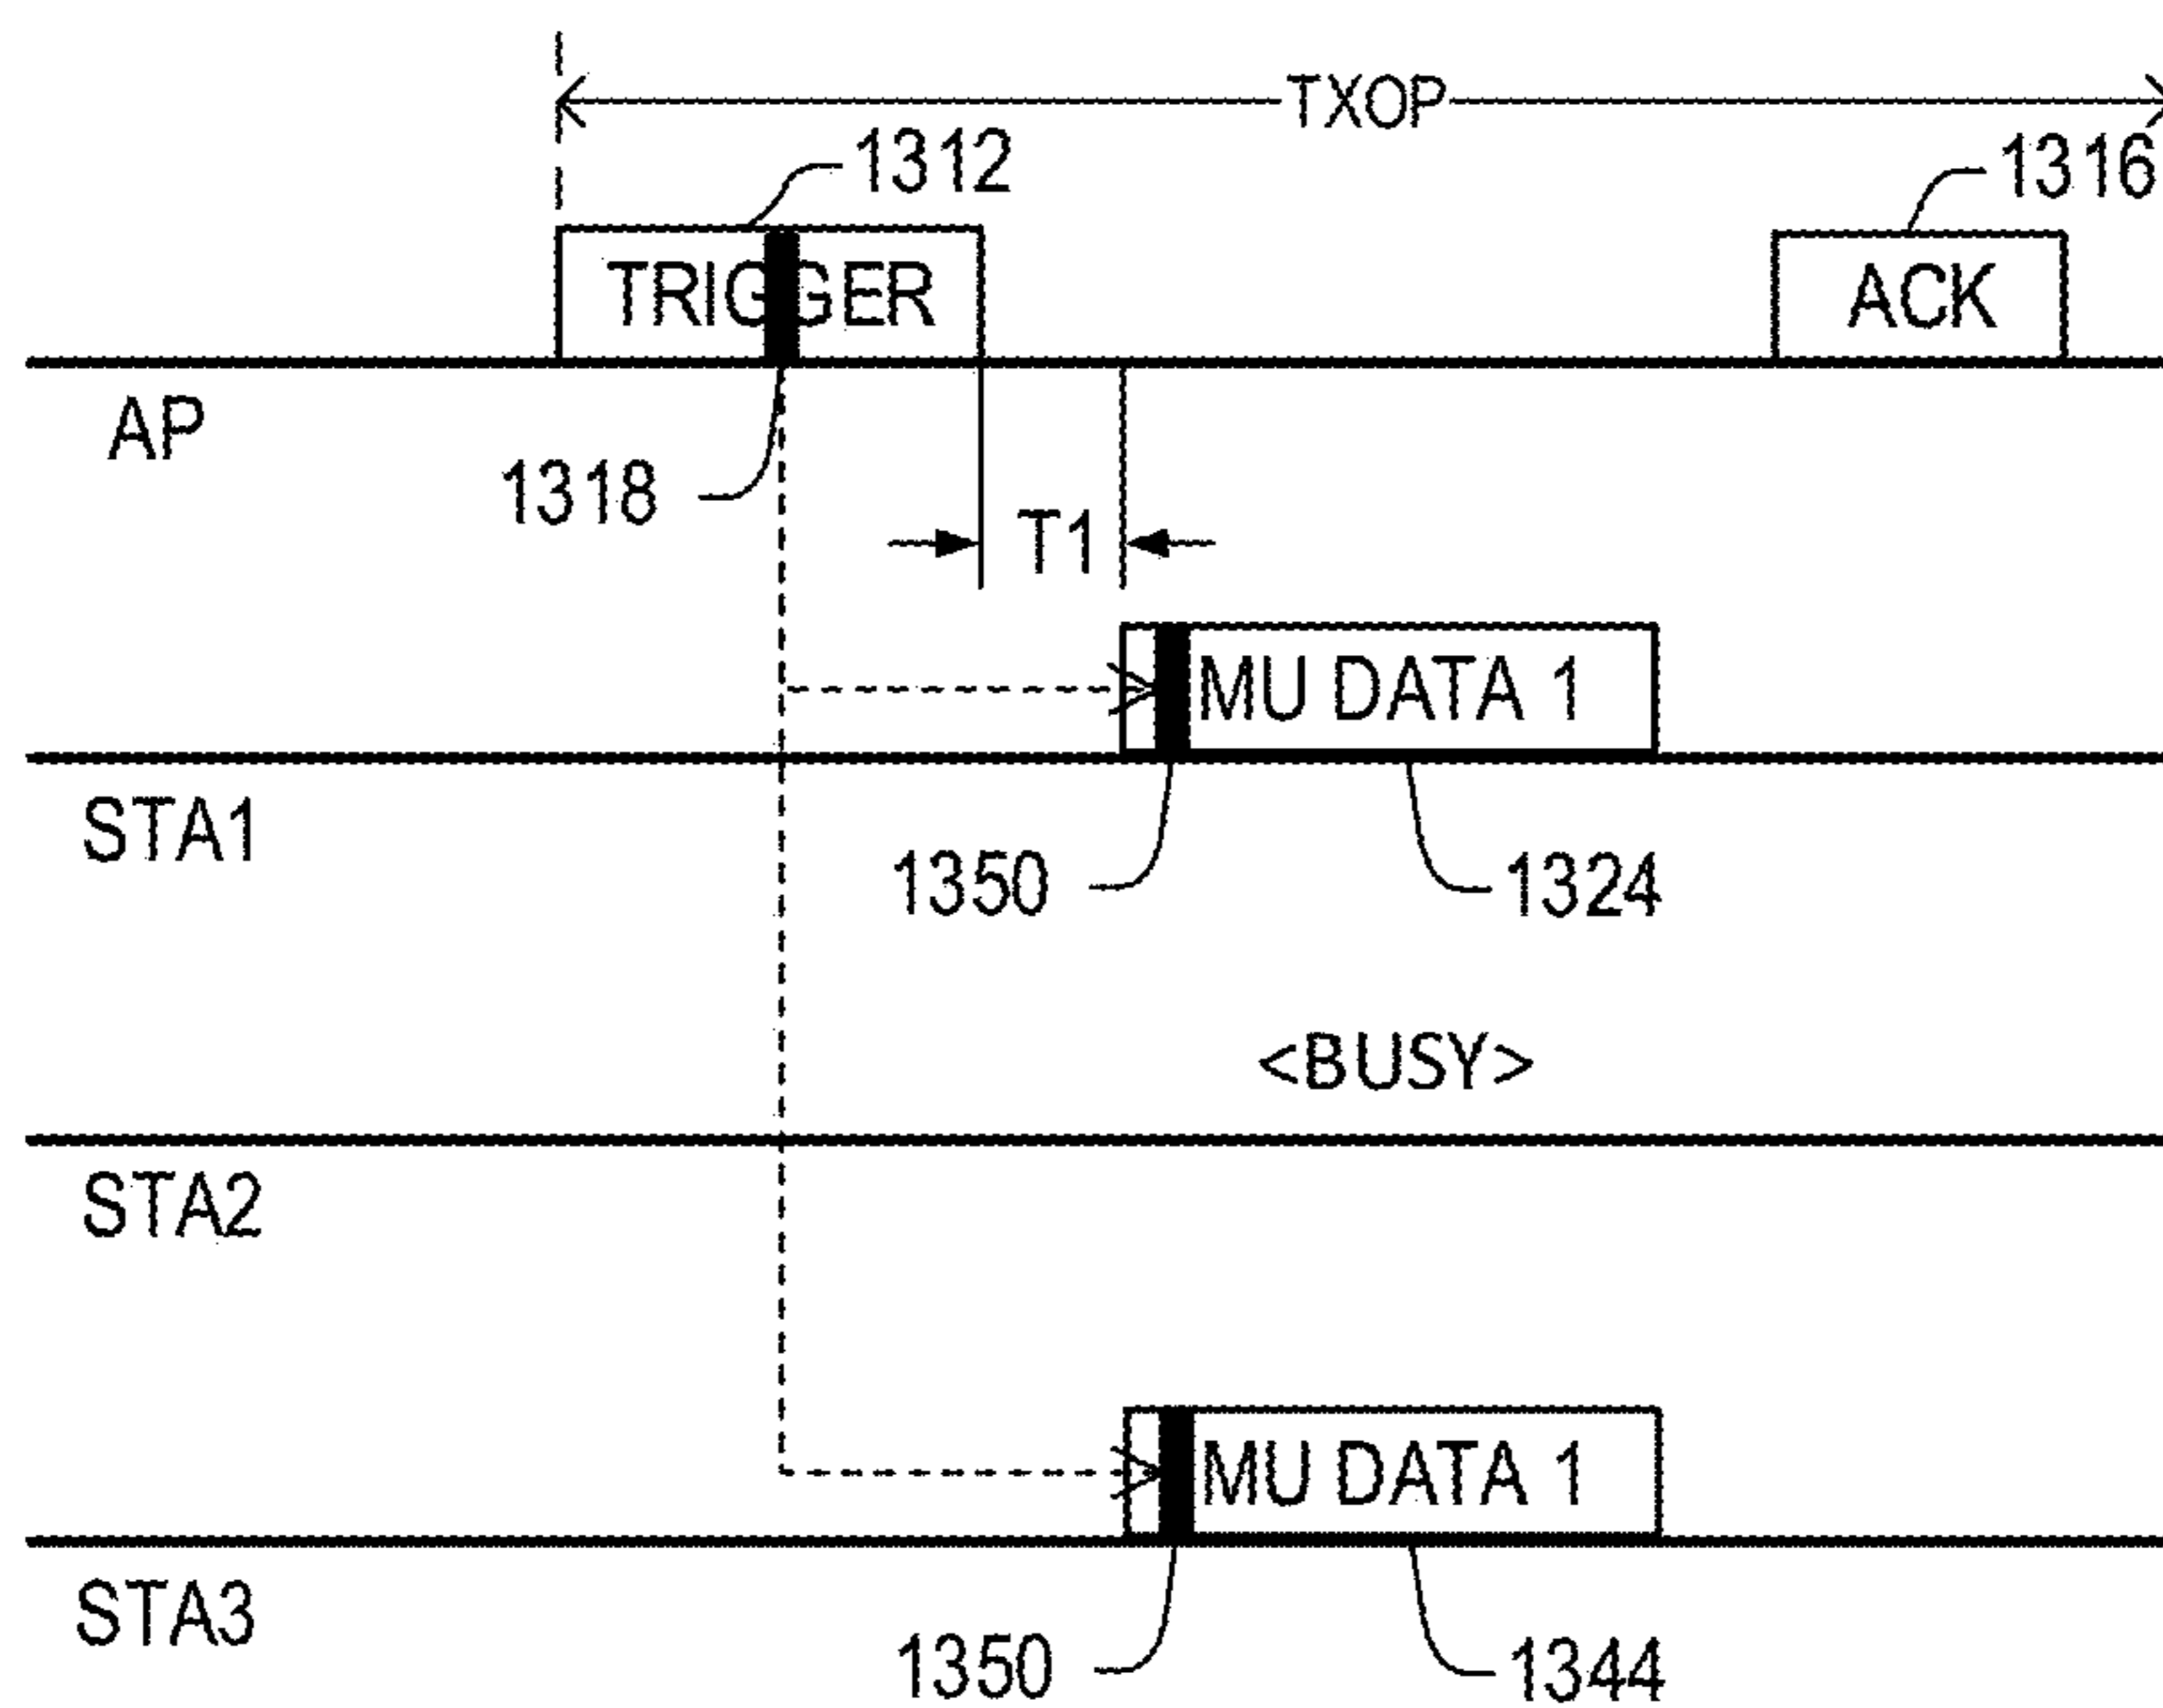 TXOP
1312
1316
TRIGGER
ACK
AP
1318
T1
MU DATA 1
STA1
1350
1324
<BUSY>
STA2
MU DATA 1
STA3
1350
1344